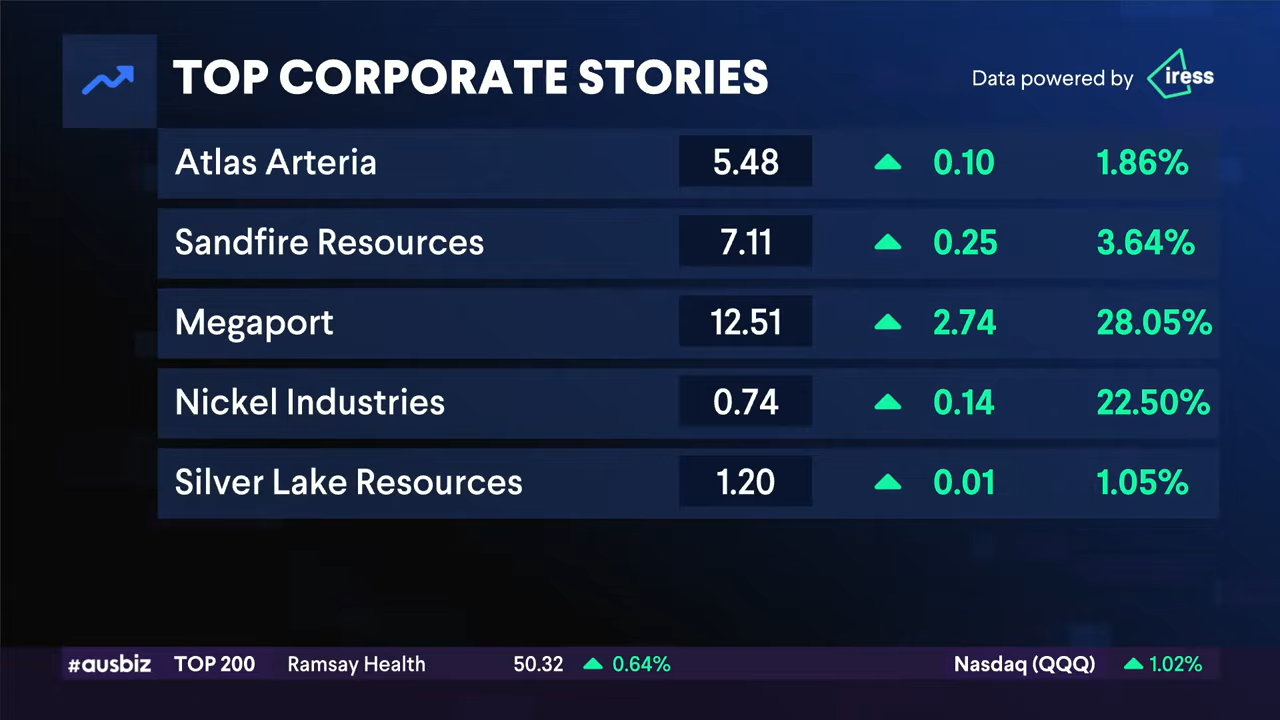 TOP CORPORATE STORIES
Data powered by iress
Atlas Arteria 5.48 ▲ 0.10 1.86%
Sandfire Resources 7.11 ▲ 0.25 3.64%
Megaport 12.51 ▲ 2.74 28.05%
Nickel Industries 0.74 ▲ 0.14 22.50%
Silver Lake Resources 1.20 ▲ 0.01 1.05%
#ausbiz TOP 200 Ramsay Health 50.32 ▲ 0.64% Nasdaq (QQQ) ▲ 1.02%